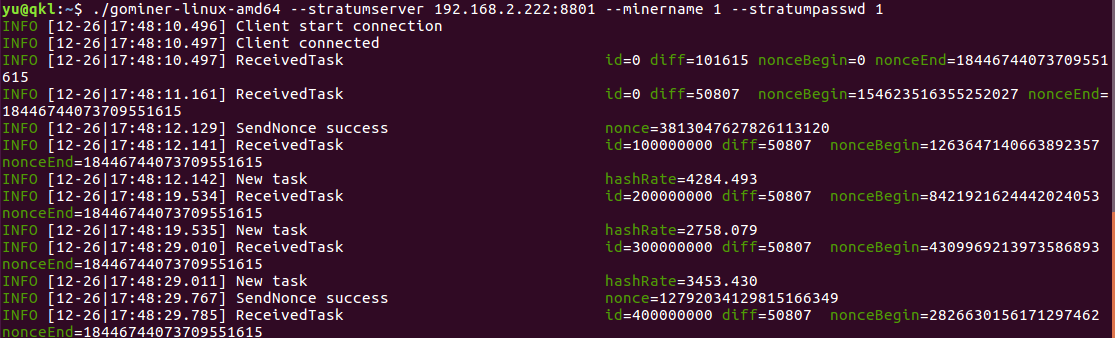 yu@qkl:~$ ./gominer-linux-amd64 --stratumserver 192.168.2.222:8801 --minername 1 --stratumpasswd 1
INFO [12-26|17:48:10.496] Client start connection
INFO [12-26|17:48:10.497] Client connected
INFO [12-26|17:48:10.497] ReceivedTask id=0 diff=101615 nonceBegin=0 nonceEnd=18446744073709551
615
INFO [12-26|17:48:11.161] ReceivedTask id=0 diff=50807 nonceBegin=154623516355252027 nonceEnd=
18446744073709551615
INFO [12-26|17:48:12.129] SendNonce success nonce=3813047627826113120
INFO [12-26|17:48:12.141] ReceivedTask id=100000000 diff=50807 nonceBegin=1263647140663892357
nonceEnd=18446744073709551615
INFO [12-26|17:48:12.142] New task hashRate=4284.493
INFO [12-26|17:48:19.534] ReceivedTask id=200000000 diff=50807 nonceBegin=8421921624442024053
nonceEnd=18446744073709551615
INFO [12-26|17:48:19.535] New task hashRate=2758.079
INFO [12-26|17:48:29.010] ReceivedTask id=300000000 diff=50807 nonceBegin=4309969213973586893
nonceEnd=18446744073709551615
INFO [12-26|17:48:29.011] New task hashRate=3453.430
INFO [12-26|17:48:29.767] SendNonce success nonce=12792034129815166349
INFO [12-26|17:48:29.785] ReceivedTask id=400000000 diff=50807 nonceBegin=2826630156171297462
nonceEnd=18446744073709551615